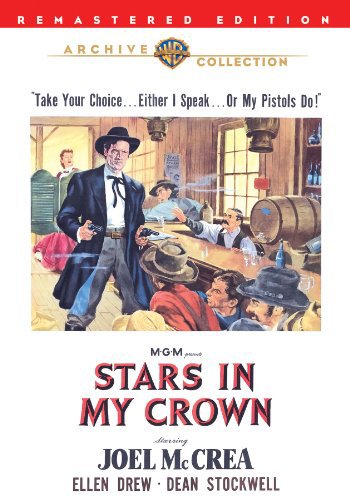 REMASTERED EDITION
ARCHIVE WB COLLECTION
"Take Your Choice...Either I Speak...Or My Pistols Do!"
M-G-M presents
STARS IN
MY CROWN
starring
JOEL McCREA
ELLEN DREW · DEAN STOCKWELL